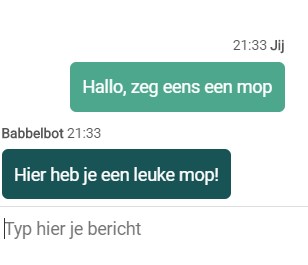 21:33 Jij
Hallo, zeg eens een mop
Babbelbot 21:33
Hier heb je een leuke mop!
Typ hier je bericht